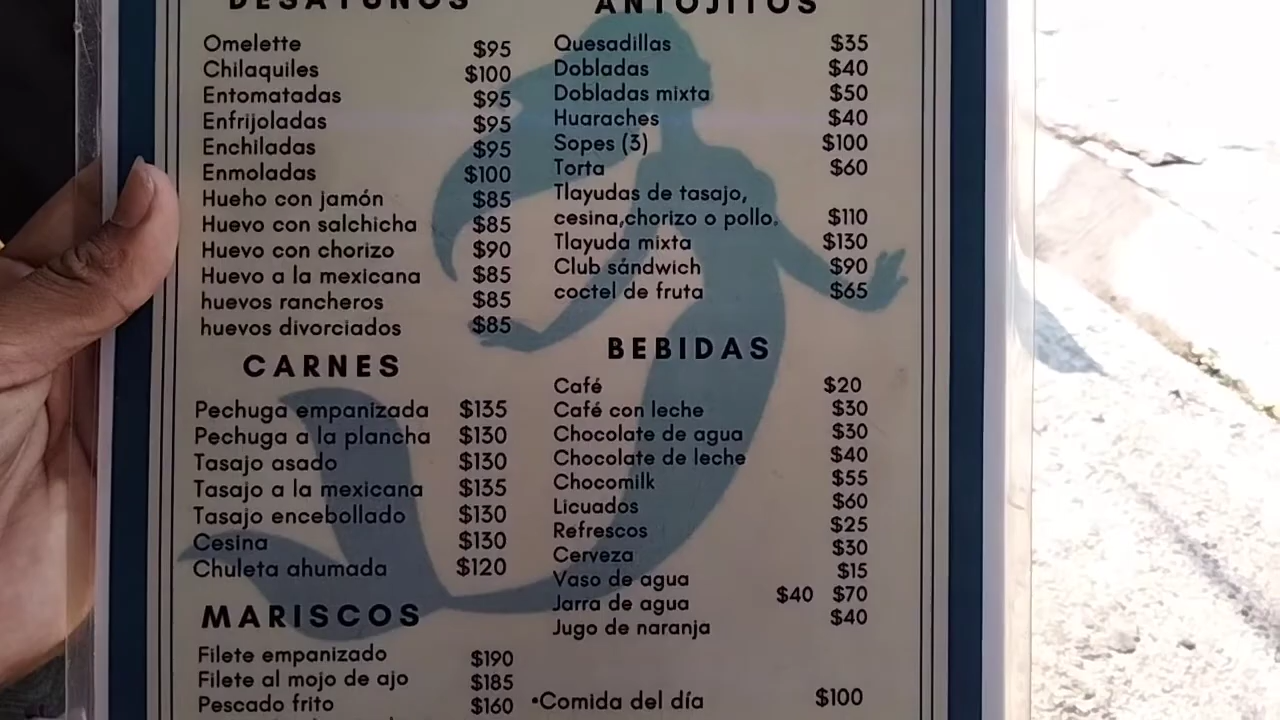 DESAYUNOS
Omelette $95
Chilaquiles $100
Entomatadas $95
Enfrijoladas $95
Enchiladas $95
Enmoladas $100
Hueho con jamón $85
Huevo con salchicha $85
Huevo con chorizo $90
Huevo a la mexicana $85
huevos rancheros $85
huevos divorciados $85
CARNES
Pechuga empanizada $135
Pechuga a la plancha $130
Tasajo asado $130
Tasajo a la mexicana $135
Tasajo encebollado $130
Cesina $130
Chuleta ahumada $120
MARISCOS
Filete empanizado $190
Filete al mojo de ajo $185
Pescado frito $160
ANTOJITOS
Quesadillas $35
Dobladas $40
Dobladas mixta $50
Huaraches $40
Sopes (3) $100
Torta $60
Tlayudas de tasajo,
cesina,chorizo o pollo. $110
Tlayuda mixta $130
Club sándwich $90
coctel de fruta $65
BEBIDAS
Café $20
Café con leche $30
Chocolate de agua $30
Chocolate de leche $40
Chocomilk $55
Licuados $60
Refrescos $25
Cerveza $30
Vaso de agua $15
Jarra de agua $40 $70
Jugo de naranja $40
•Comida del día $100